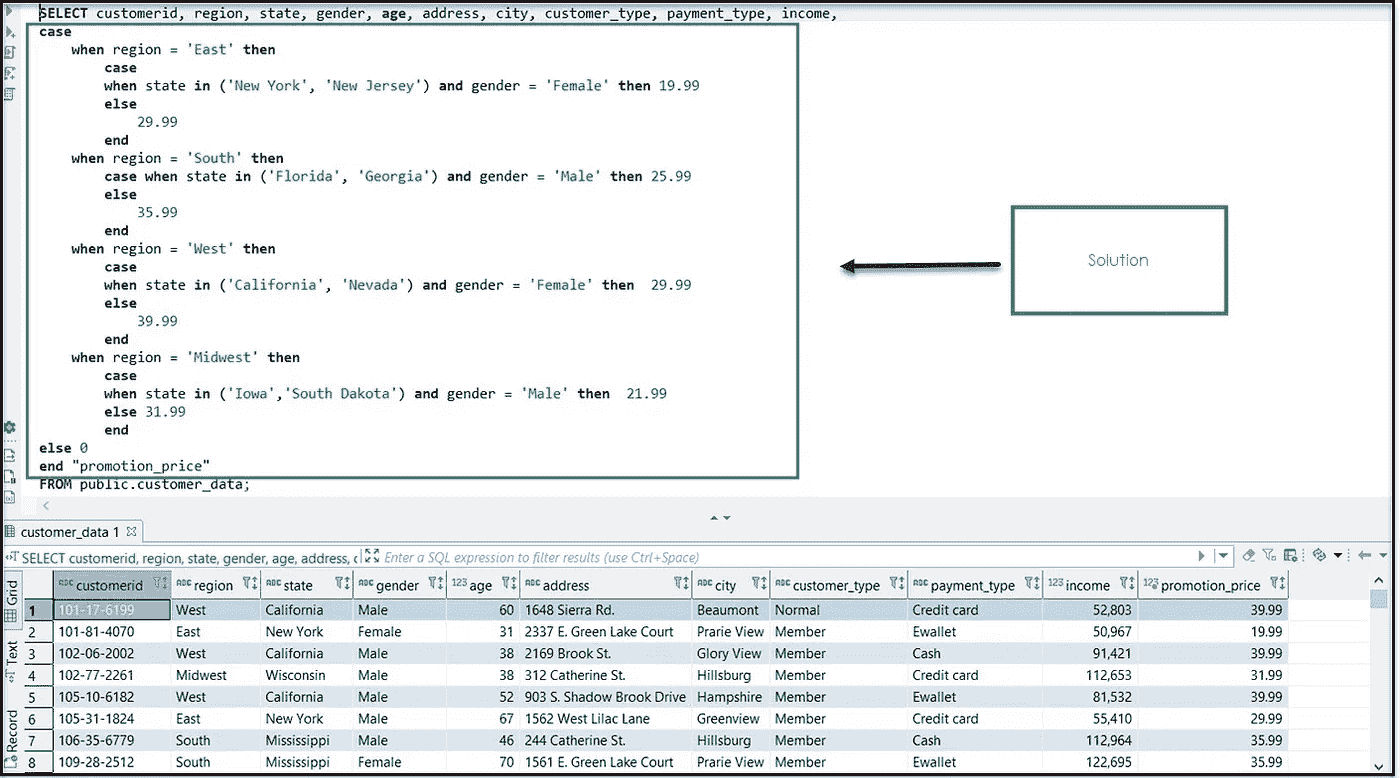 SELECT customerid, region, state, gender, age, address, city, customer_type, payment_type, income,
case
when region = 'East' then
case
when state in ('New York', 'New Jersey') and gender = 'Female' then 19.99
else
29.99
end
when region = 'South' then
case when state in ('Florida', 'Georgia') and gender = 'Male' then 25.99
else
35.99
end
when region = 'West' then
case
when state in ('California', 'Nevada') and gender = 'Female' then 29.99
else
39.99
end
when region = 'Midwest' then
case
when state in ('Iowa','South Dakota') and gender = 'Male' then 21.99
else 31.99
end
else 0
end "promotion_price"
FROM public.customer_data;
Solution
customer_data 1
SELECT customerid, region, state, gender, age, address, c Enter a SQL expression to filter results (use Ctrl+Space)
Grid
Text
Record
ABC customerid ABC region ABC state ABC gender 123 age ABC address ABC city ABC customer_type ABC payment_type 123 income 123 promotion_price
1 101-17-6199 West California Male 60 1648 Sierra Rd. Beaumont Normal Credit card 52,803 39.99
2 101-81-4070 East New York Female 31 2337 E. Green Lake Court Prarie View Member Ewallet 50,967 19.99
3 102-06-2002 West California Male 38 2169 Brook St. Glory View Member Cash 91,421 39.99
4 102-77-2261 Midwest Wisconsin Male 38 312 Catherine St. Hillsburg Member Credit card 112,653 31.99
5 105-10-6182 West California Male 52 903 S. Shadow Brook Drive Hampshire Member Ewallet 81,532 39.99
6 105-31-1824 East New York Male 67 1562 West Lilac Lane Greenview Member Credit card 55,410 29.99
7 106-35-6779 South Mississippi Male 46 244 Catherine St. Hillsburg Member Cash 112,964 35.99
8 109-28-2512 South Mississippi Female 70 1561 E. Green Lake Court Prarie View Member Ewallet 122,695 35.99